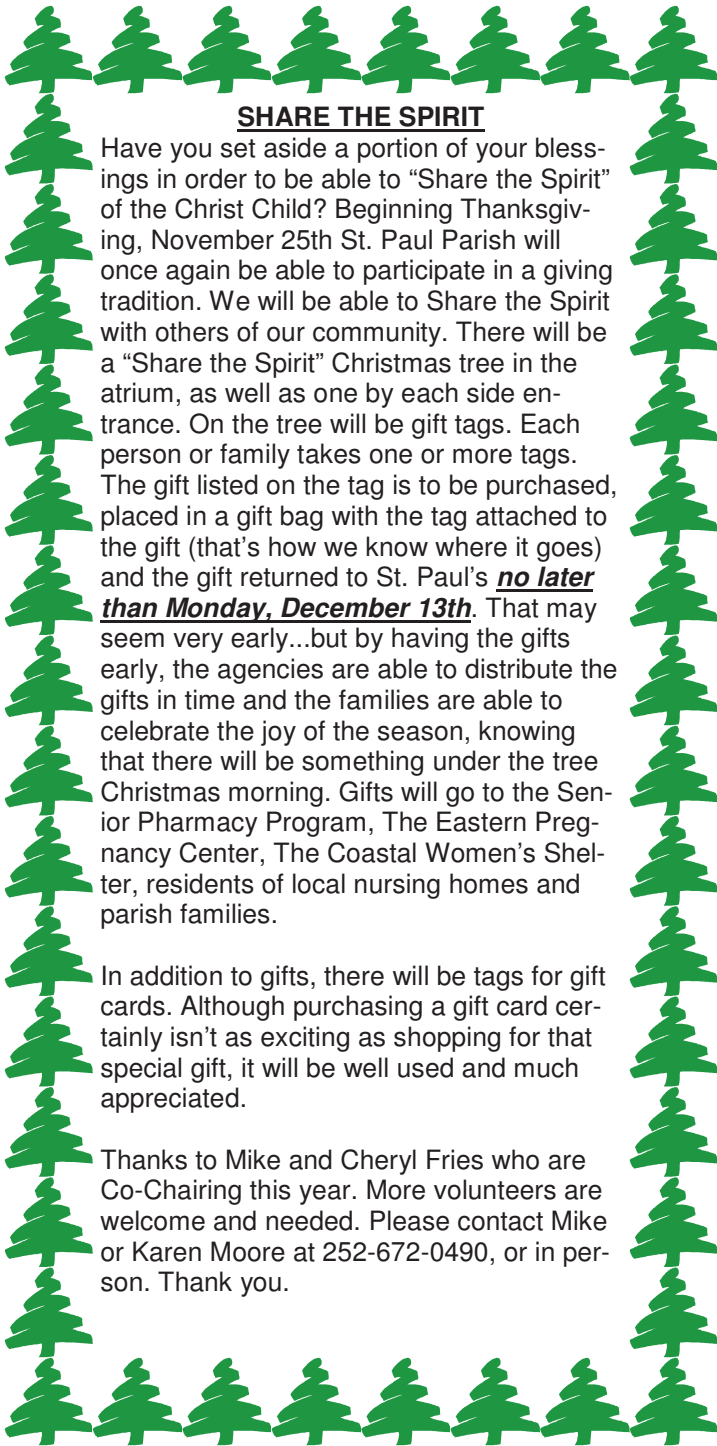 SHARE THE SPIRIT
Have you set aside a portion of your bless-
ings in order to be able to “Share the Spirit”
of the Christ Child? Beginning Thanksgiv-
ing, November 25th St. Paul Parish will
once again be able to participate in a giving
tradition. We will be able to Share the Spirit
with others of our community. There will be
a “Share the Spirit” Christmas tree in the
atrium, as well as one by each side en-
trance. On the tree will be gift tags. Each
person or family takes one or more tags.
The gift listed on the tag is to be purchased,
placed in a gift bag with the tag attached to
the gift (that’s how we know where it goes)
and the gift returned to St. Paul’s no later
than Monday, December 13th. That may
seem very early...but by having the gifts
early, the agencies are able to distribute the
gifts in time and the families are able to
celebrate the joy of the season, knowing
that there will be something under the tree
Christmas morning. Gifts will go to the Sen-
ior Pharmacy Program, The Eastern Preg-
nancy Center, The Coastal Women’s Shel-
ter, residents of local nursing homes and
parish families.
In addition to gifts, there will be tags for gift
cards. Although purchasing a gift card cer-
tainly isn’t as exciting as shopping for that
special gift, it will be well used and much
appreciated.
Thanks to Mike and Cheryl Fries who are
Co-Chairing this year. More volunteers are
welcome and needed. Please contact Mike
or Karen Moore at 252-672-0490, or in per-
son. Thank you.